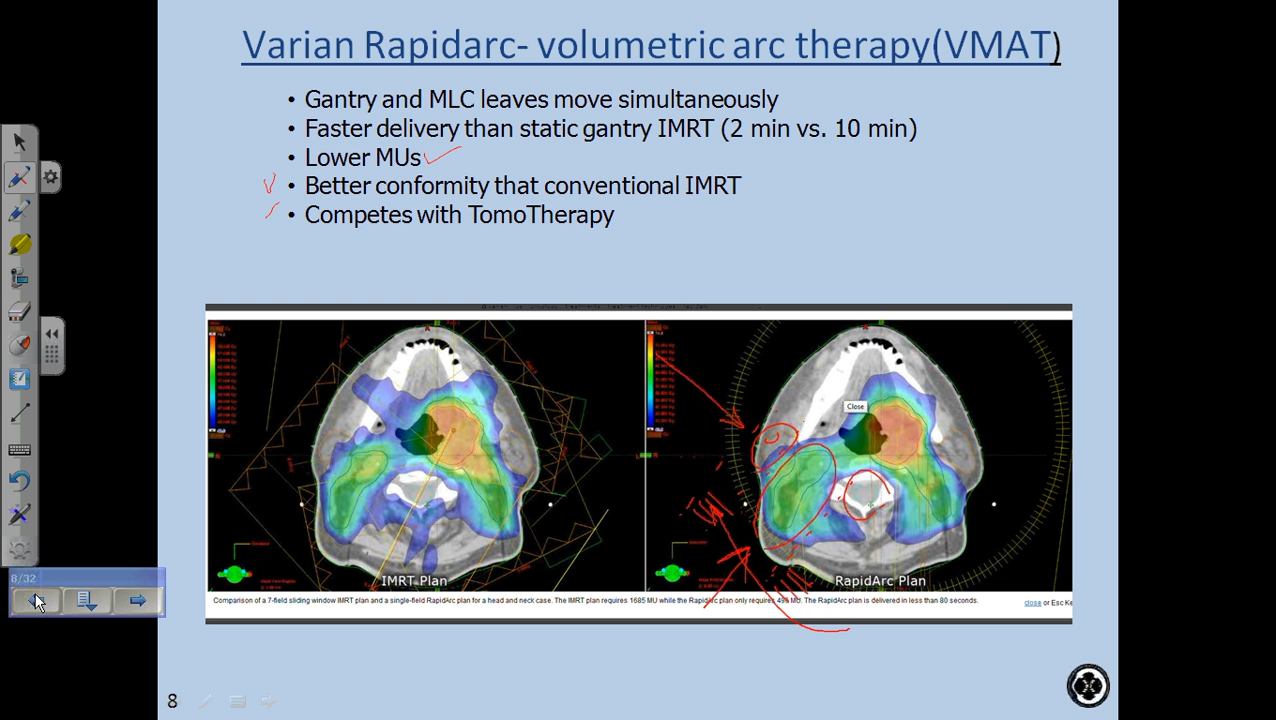 Varian Rapidarc- volumetric arc therapy(VMAT)
• Gantry and MLC leaves move simultaneously
• Faster delivery than static gantry IMRT (2 min vs. 10 min)
• Lower MUs
• Better conformity that conventional IMRT
• Competes with TomoTherapy
Close
IMRT Plan
RapidArc Plan
Comparison of a 7-field sliding window IMRT plan and a single-field RapidArc plan for a head and neck case. The IMRT plan requires 1685 MU while the RapidArc plan only requires 495 MU. The RapidArc plan is delivered in less than 80 seconds.
close or Esc Ke
8/32
8